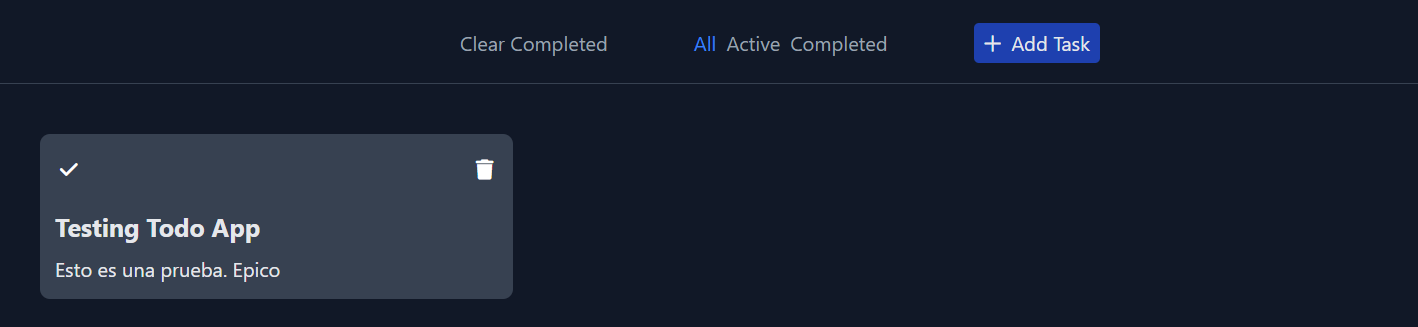 Clear Completed All Active Completed + Add Task
Testing Todo App
Esto es una prueba. Epico